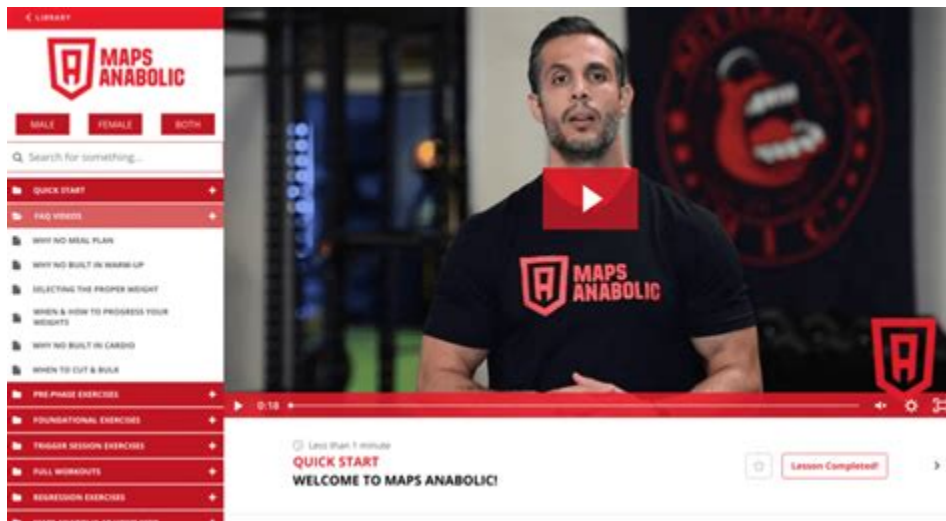 LIBRARY
MAPS
ANABOLIC
MALE
FEMALE
BOTH
Search for something...
QUICK START
FAQ VIDEOS
WHY NO MEAL PLAN
WHY NO BUILT IN WARM-UP
SELECTING THE PROPER WEIGHT
WHEN & HOW TO PROGRESS YOUR
WEIGHTS
WHY NO BUILT IN CARDIO
WHEN TO CUT & BULK
PRE-PHASE EXERCISES
FOUNDATIONAL EXERCISES
TRIGGER SESSION EXERCISES
FULL WORKOUTS
REGRESSION EXERCISES
MAPS
ANABOLIC
0:18
Less than 1 minute
QUICK START
WELCOME TO MAPS ANABOLIC!
Lesson Completed!